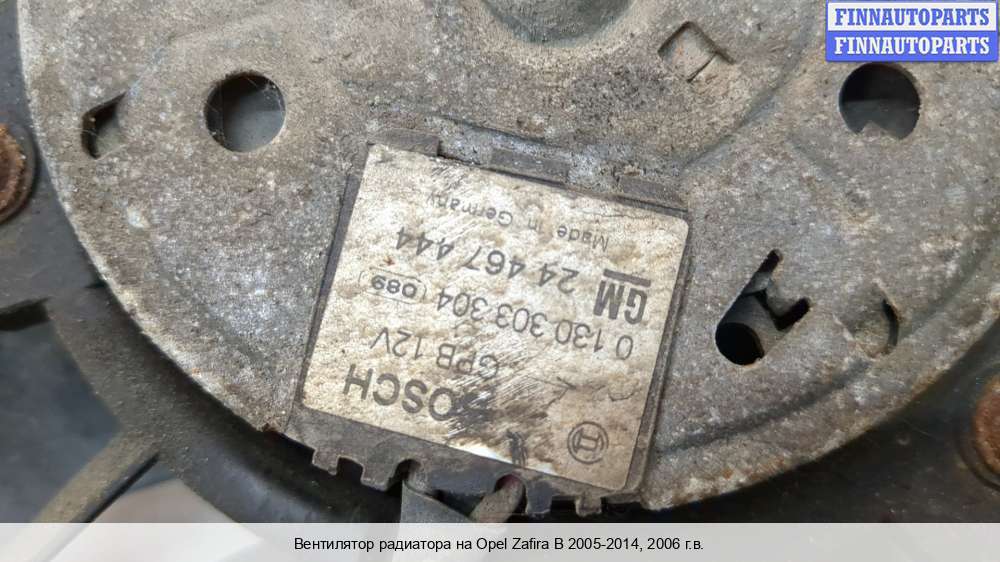 FINNAUTOPARTS
FINNAUTOPARTS
BOSCH
GPB 12V
0 130 303 304 089
GM 24 467 444
Made in Germany
Вентилятор радиатора на Opel Zafira B 2005-2014, 2006 г.в.